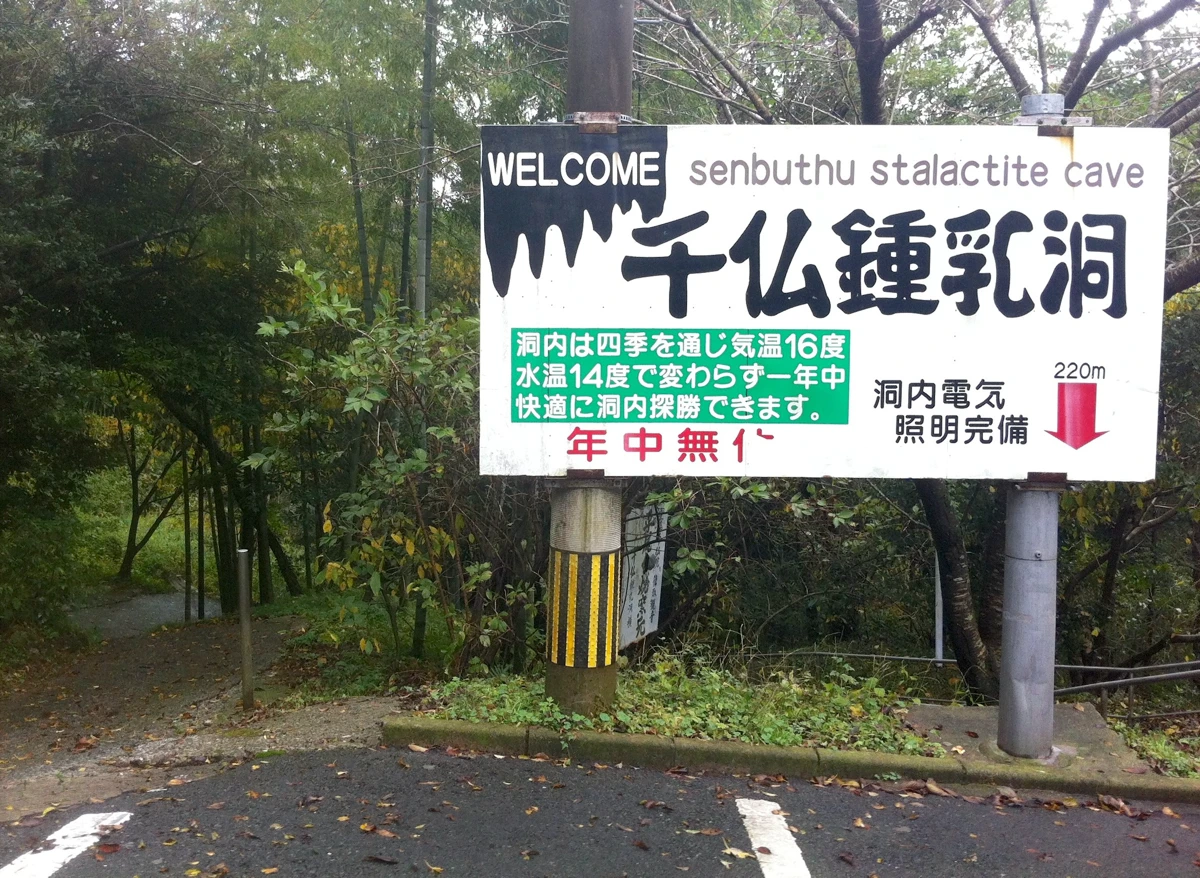 WELCOME
senbuthu stalactite cave
千仏鍾乳洞
洞内は四季を通じ気温16度
水温14度で変わらず一年中
快適に洞内探勝できます。
年中無
洞内電気
照明完備
220m